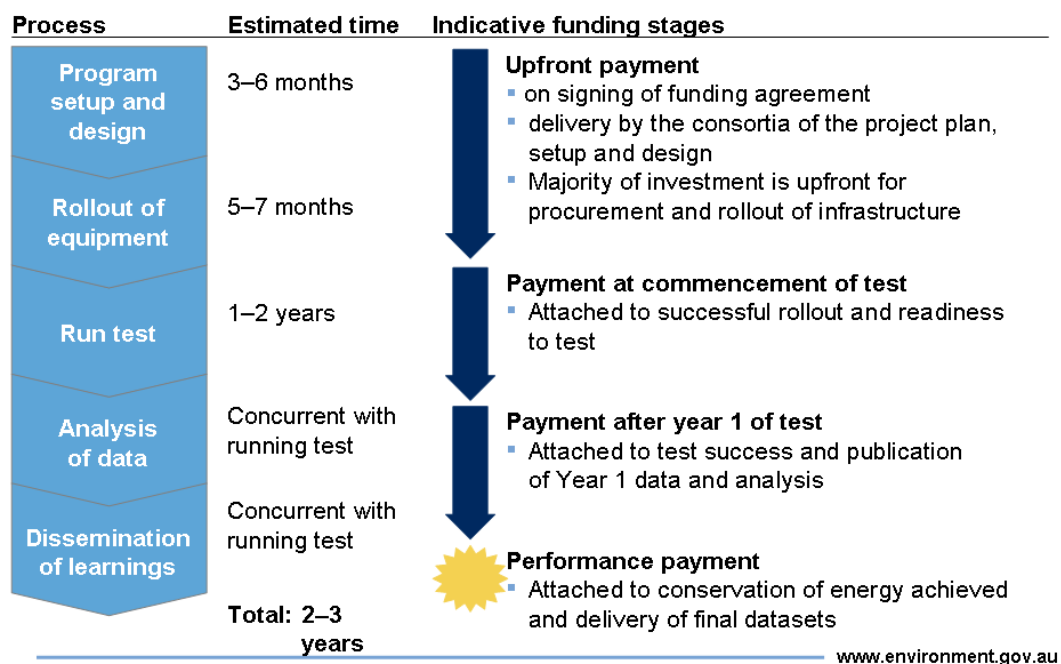 Process
Estimated time
Indicative funding stages
Program
setup and
design
3–6 months
Upfront payment
▪ on signing of funding agreement
▪ delivery by the consortia of the project plan,
setup and design
▪ Majority of investment is upfront for
procurement and rollout of infrastructure
Rollout of
equipment
5–7 months
Run test
1–2 years
Payment at commencement of test
▪ Attached to successful rollout and readiness
to test
Analysis
of data
Concurrent with
running test
Payment after year 1 of test
▪ Attached to test success and publication
of Year 1 data and analysis
Dissemination
of learnings
Concurrent with
running test
Performance payment
▪ Attached to conservation of energy achieved
and delivery of final datasets
Total: 2–3
years
www.environment.gov.au